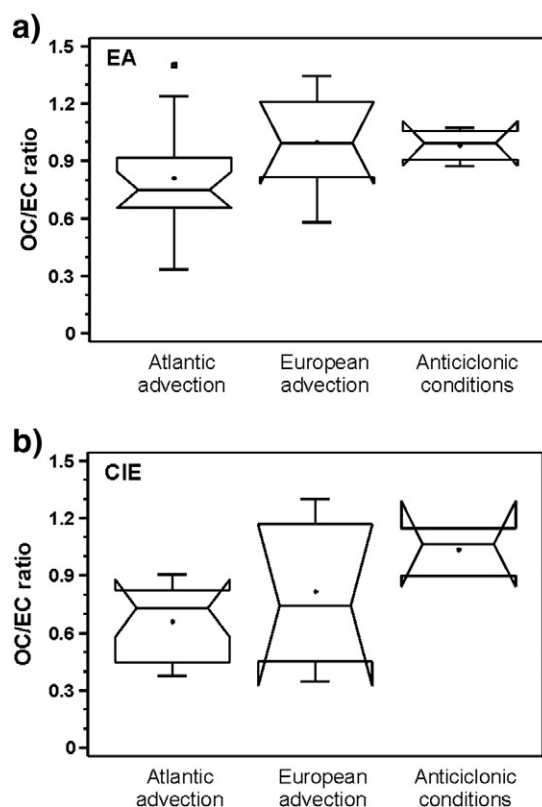 a)
EA
OC/EC ratio
1.5
1.2
0.9
0.6
0.3
0
Atlantic advection
European advection
Anticiclonic conditions
b)
CIE
OC/EC ratio
1.5
1.2
0.9
0.6
0.3
0
Atlantic advection
European advection
Anticiclonic conditions